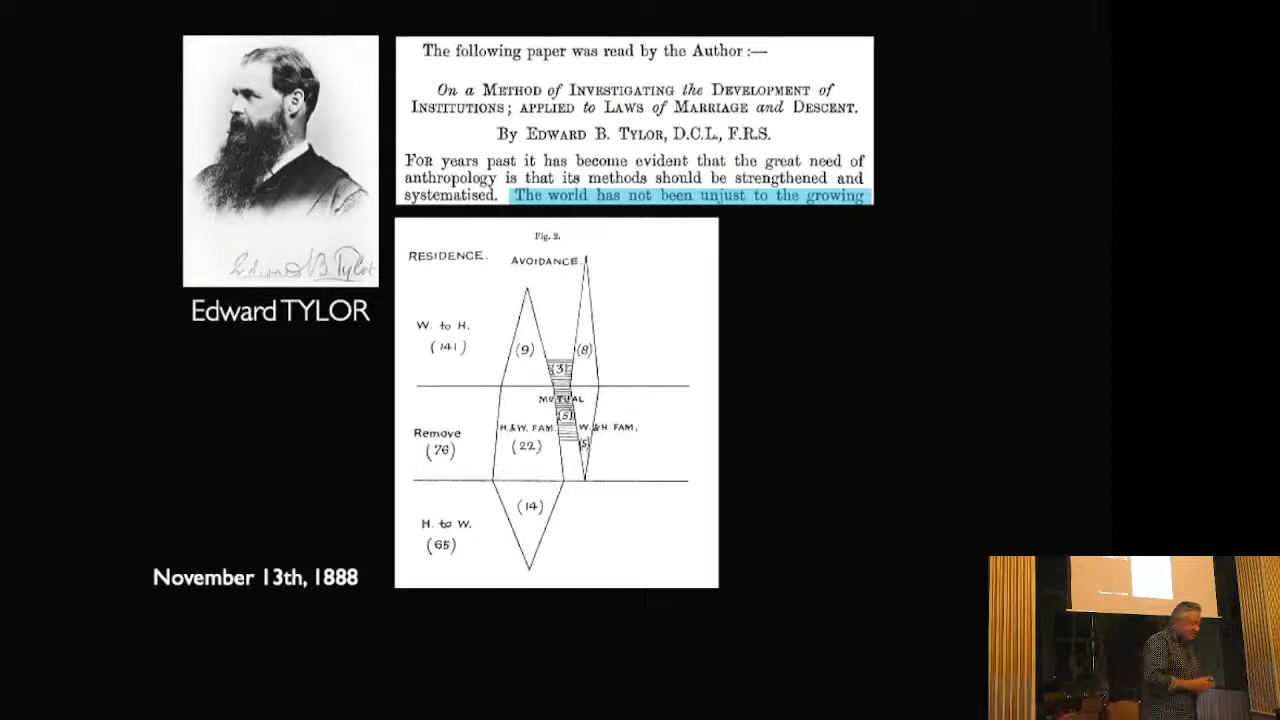 The following paper was read by the Author :—
On a METHOD of INVESTIGATING the DEVELOPMENT of
INSTITUTIONS; APPLIED to LAWS of MARRIAGE and DESCENT.
By EDWARD B. TYLOR, D.C.L., F.R.S.
FOR years past it has become evident that the great need of
anthropology is that its methods should be strengthened and
systematised. The world has not been unjust to the growing
Edward B Tylor
Edward TYLOR
Fig. 2.
RESIDENCE. AVOIDANCE.
W. to H.
(141)
(9) (8)
(3)
MUTUAL
(5)
Remove
(76)
H. & W. FAM. W. & H FAM.
(22) (5)
(14)
H. to W.
(65)
November 13th, 1888